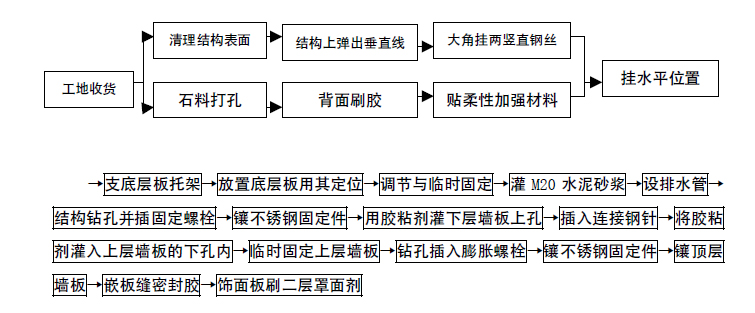 清理结构表面
结构上弹出垂直线
大角挂两竖直钢丝
工地收货
挂水平位置
石料打孔
背面刷胶
贴柔性加强材料
→支底层板托架→放置底层板用其定位→调节与临时固定→灌 M20 水泥砂浆→设排水管→
结构钻孔并插固定螺栓→镶不锈钢固定件→用胶粘剂灌下层墙板上孔→插入连接钢针→将胶粘
剂灌入上层墙板的下孔内→临时固定上层墙板→钻孔插入膨胀螺栓→镶不锈钢固定件→镶顶层
墙板→嵌板缝密封胶→饰面板刷二层罩面剂